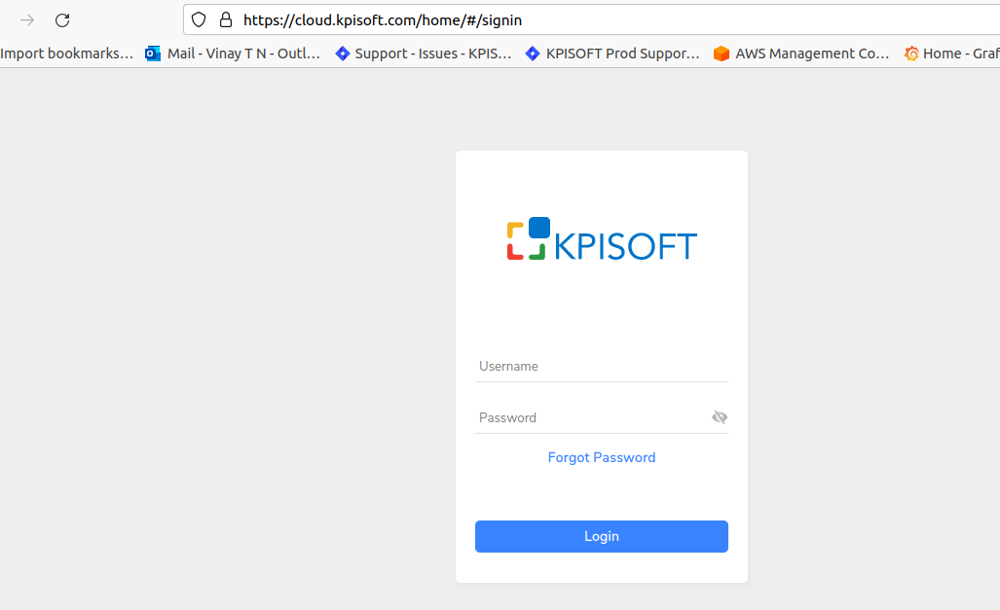 https://cloud.kpisoft.com/home/#/signin
Import bookmarks... Mail - Vinay T N - Outl... Support - Issues - KPIS... KPISOFT Prod Suppor... AWS Management Co... Home - Graf
KPISOFT
Username
Password
Forgot Password
Login